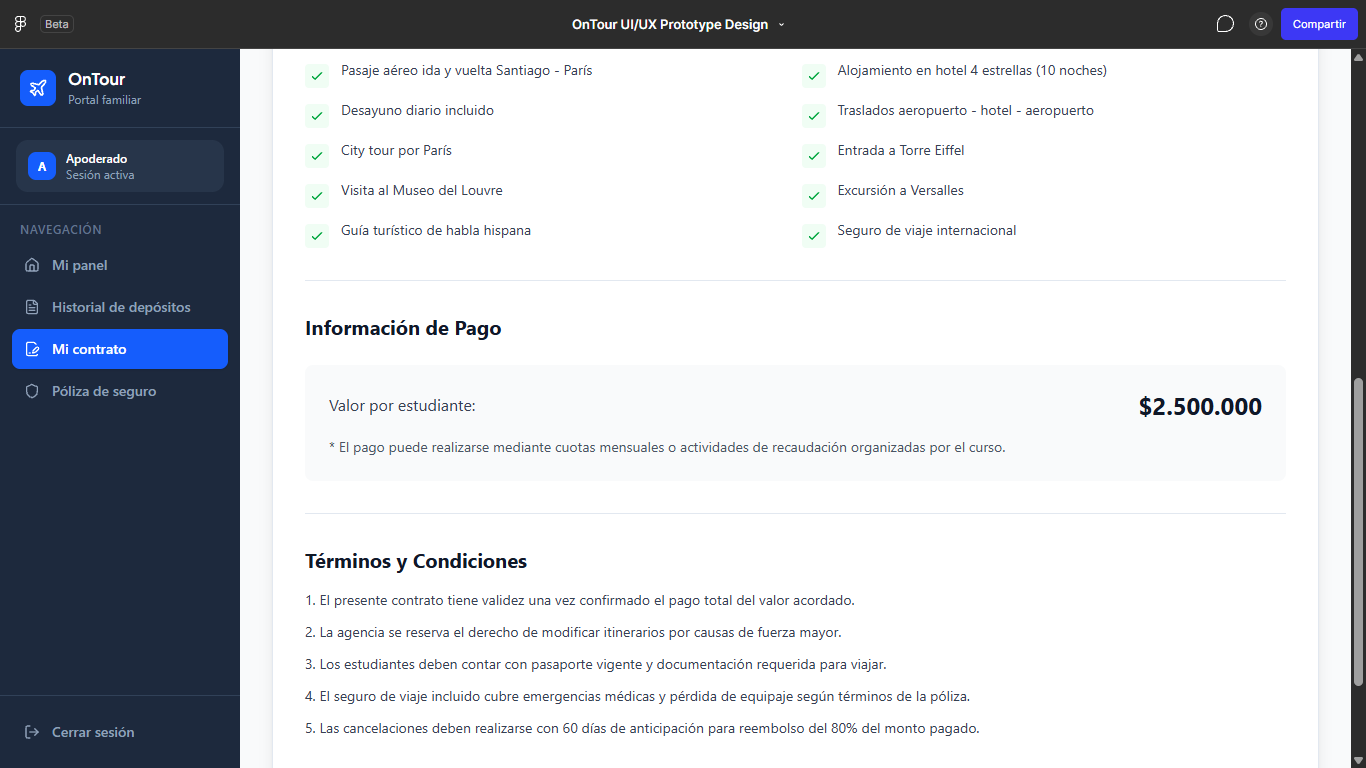 Beta
OnTour UI/UX Prototype Design
Compartir
OnTour
Portal familiar
A
Apoderado
Sesión activa
NAVEGACIÓN
Mi panel
Historial de depósitos
Mi contrato
Póliza de seguro
Cerrar sesión
Pasaje aéreo ida y vuelta Santiago - París
Alojamiento en hotel 4 estrellas (10 noches)
Desayuno diario incluido
Traslados aeropuerto - hotel - aeropuerto
City tour por París
Entrada a Torre Eiffel
Visita al Museo del Louvre
Excursión a Versalles
Guía turístico de habla hispana
Seguro de viaje internacional
Información de Pago
Valor por estudiante:
$2.500.000
* El pago puede realizarse mediante cuotas mensuales o actividades de recaudación organizadas por el curso.
Términos y Condiciones
1. El presente contrato tiene validez una vez confirmado el pago total del valor acordado.
2. La agencia se reserva el derecho de modificar itinerarios por causas de fuerza mayor.
3. Los estudiantes deben contar con pasaporte vigente y documentación requerida para viajar.
4. El seguro de viaje incluido cubre emergencias médicas y pérdida de equipaje según términos de la póliza.
5. Las cancelaciones deben realizarse con 60 días de anticipación para reembolso del 80% del monto pagado.